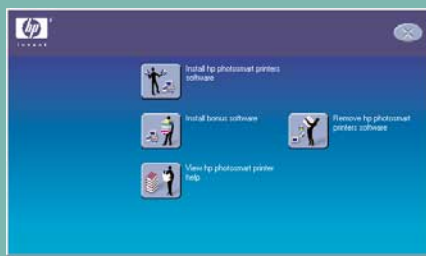 hp
invent
Install hp photosmart printers
software
Install bonus software
Remove hp photosmart
printers software
View hp photosmart printer
help